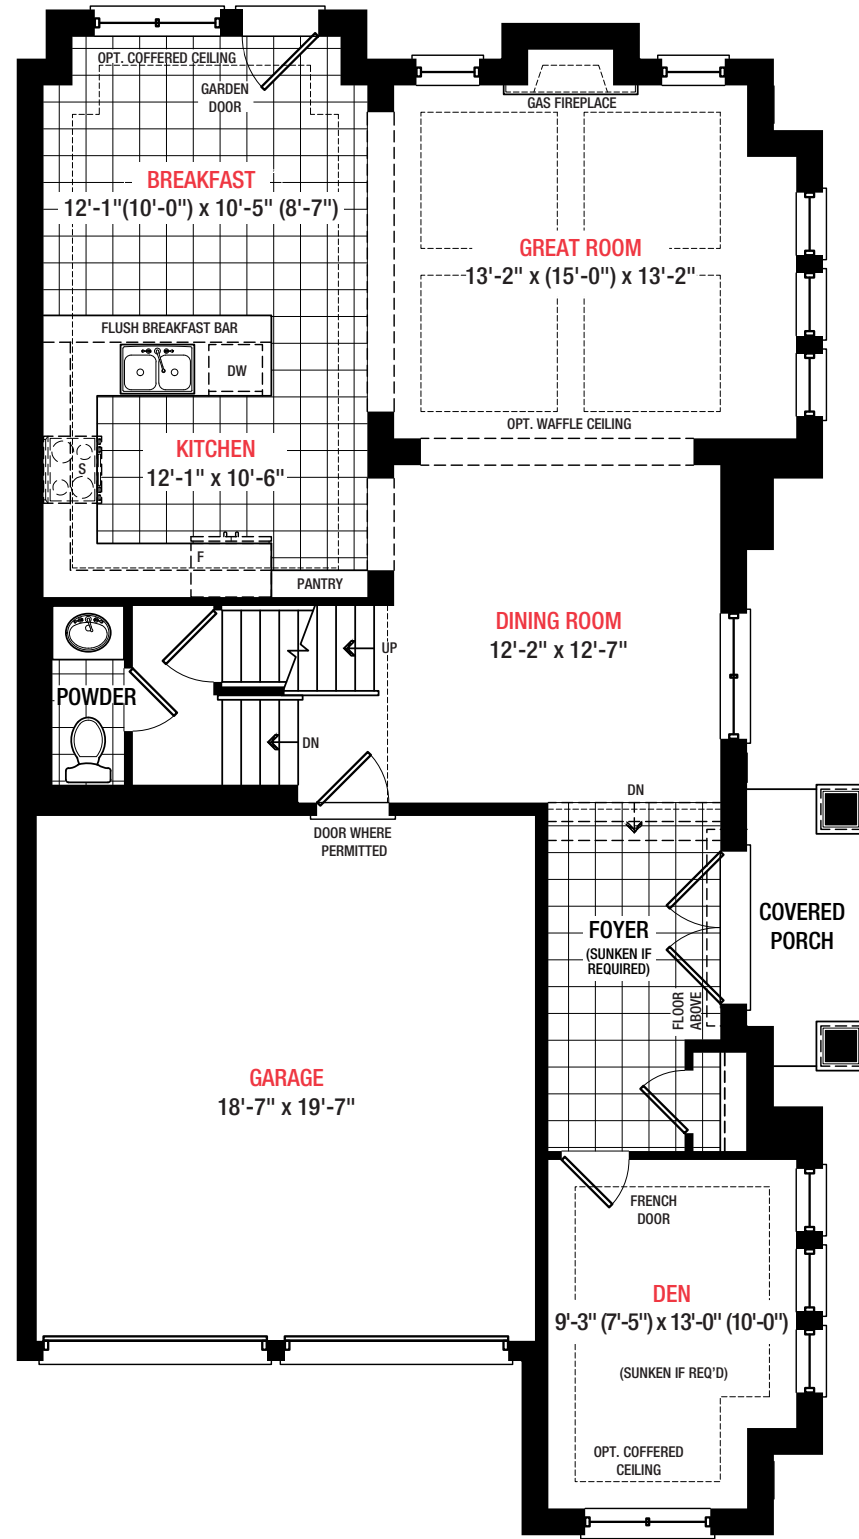 OPT. COFFERED CEILING
GARDEN
DOOR
GAS FIREPLACE
BREAKFAST
12'-1"(10'-0") x 10'-5" (8'-7")
GREAT ROOM
13'-2" x (15'-0") x 13'-2"
FLUSH BREAKFAST BAR
DW
OPT. WAFFLE CEILING
KITCHEN
12'-1" x 10'-6"
S
F
PANTRY
DINING ROOM
12'-2" x 12'-7"
UP
POWDER
DN
DN
DOOR WHERE
PERMITTED
FOYER
(SUNKEN IF
REQUIRED)
COVERED
PORCH
FLOOR
ABOVE
GARAGE
18'-7" x 19'-7"
FRENCH
DOOR
DEN
9'-3" (7'-5") x 13'-0" (10'-0")
(SUNKEN IF REQ'D)
OPT. COFFERED
CEILING